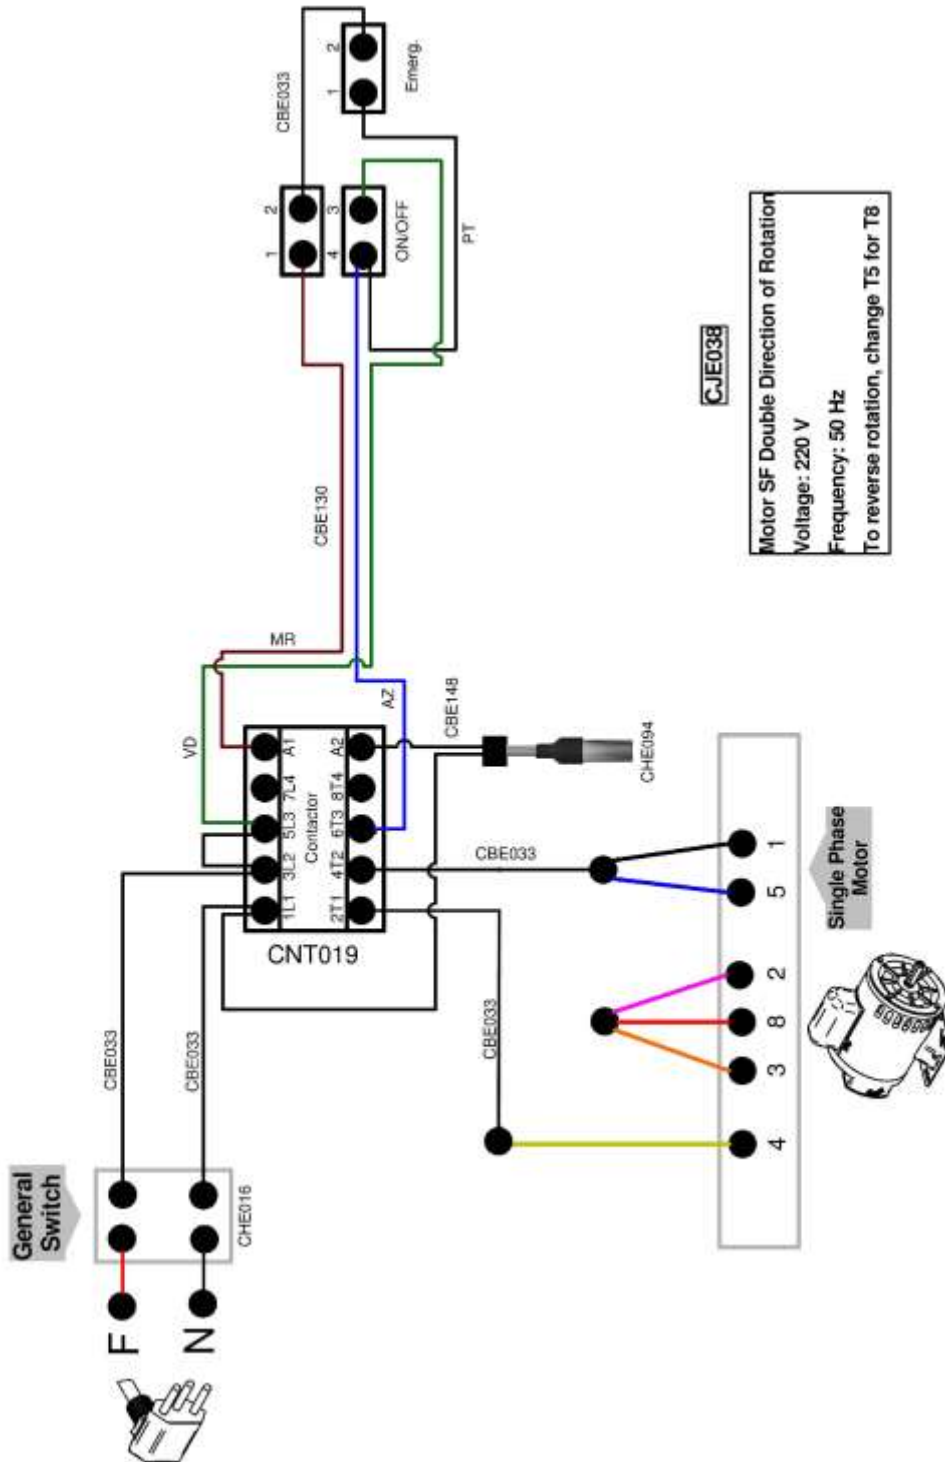 General
Switch
F
N
CHE016
CBE033
CBE033
CNT019
Contactor
1L1
3L2
5L3
7L4
A1
2T1
4T2
6T3
8T4
A2
VD
MR
AZ
CBE130
CBE148
CHE094
CBE033
CBE033
1
2
4
3
ON/OFF
PT
CBE033
1
2
Emerg.
4
3
8
2
5
1
Single Phase
Motor
CJE038
Motor SF Double Direction of Rotation
Voltage: 220 V
Frequency: 50 Hz
To reverse rotation, change T5 for T8